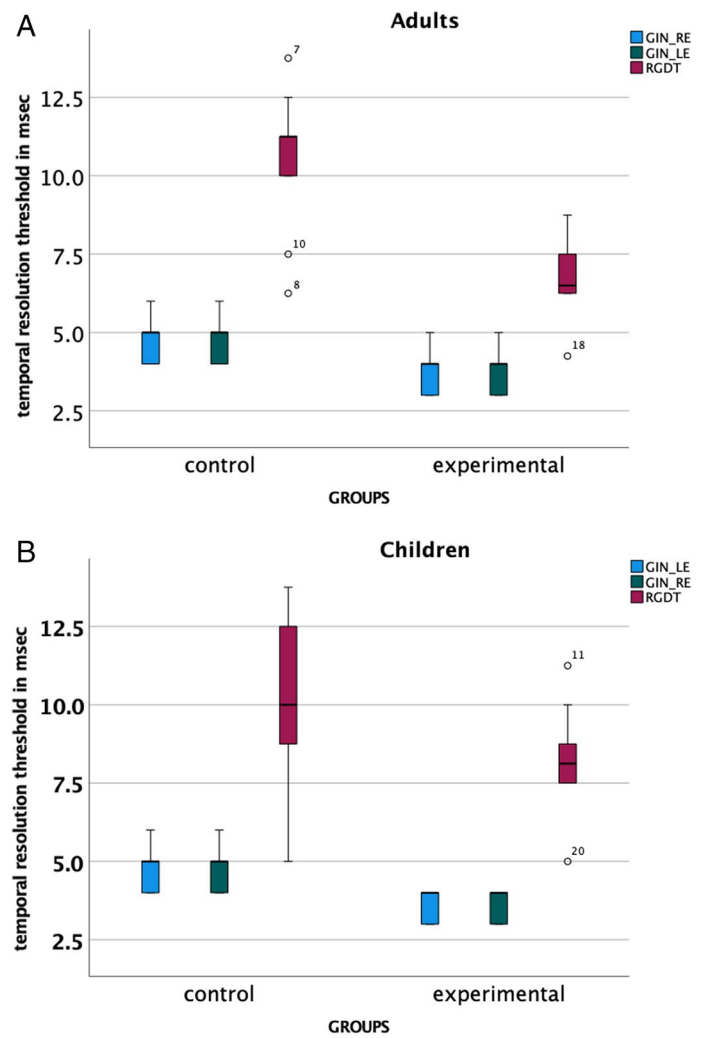 A
Adults
GIN_RE
GIN_LE
RGDT
temporal resolution threshold in msec
12.5
10.0
7.5
5.0
2.5
7
10
8
18
control
experimental
GROUPS
B
Children
GIN_LE
GIN_RE
RGDT
temporal resolution threshold in msec
12.5
10.0
7.5
5.0
2.5
11
20
control
experimental
GROUPS